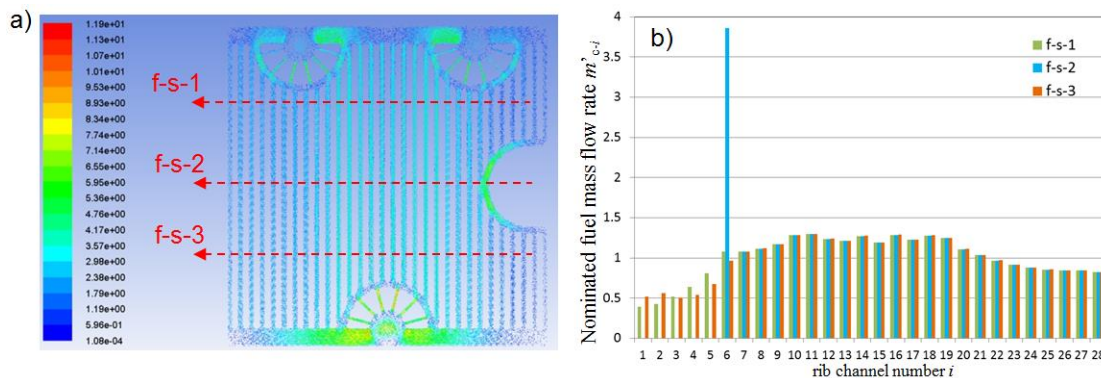 a)
1.19e+01
1.13e+01
1.07e+01
1.01e+01
9.53e+00
8.93e+00
8.34e+00
7.74e+00
7.14e+00
6.55e+00
5.95e+00
5.36e+00
4.76e+00
4.17e+00
3.57e+00
2.98e+00
2.38e+00
1.79e+00
1.19e+00
5.96e-01
1.08e-04
f-s-1
f-s-2
f-s-3
b)
Nominated fuel mass flow rate m’c-i
4
3.5
3
2.5
2
1.5
1
0.5
0
f-s-1
f-s-2
f-s-3
1 2 3 4 5 6 7 8 9 10 11 12 13 14 15 16 17 18 19 20 21 22 23 24 25 26 27 28
rib channel number i